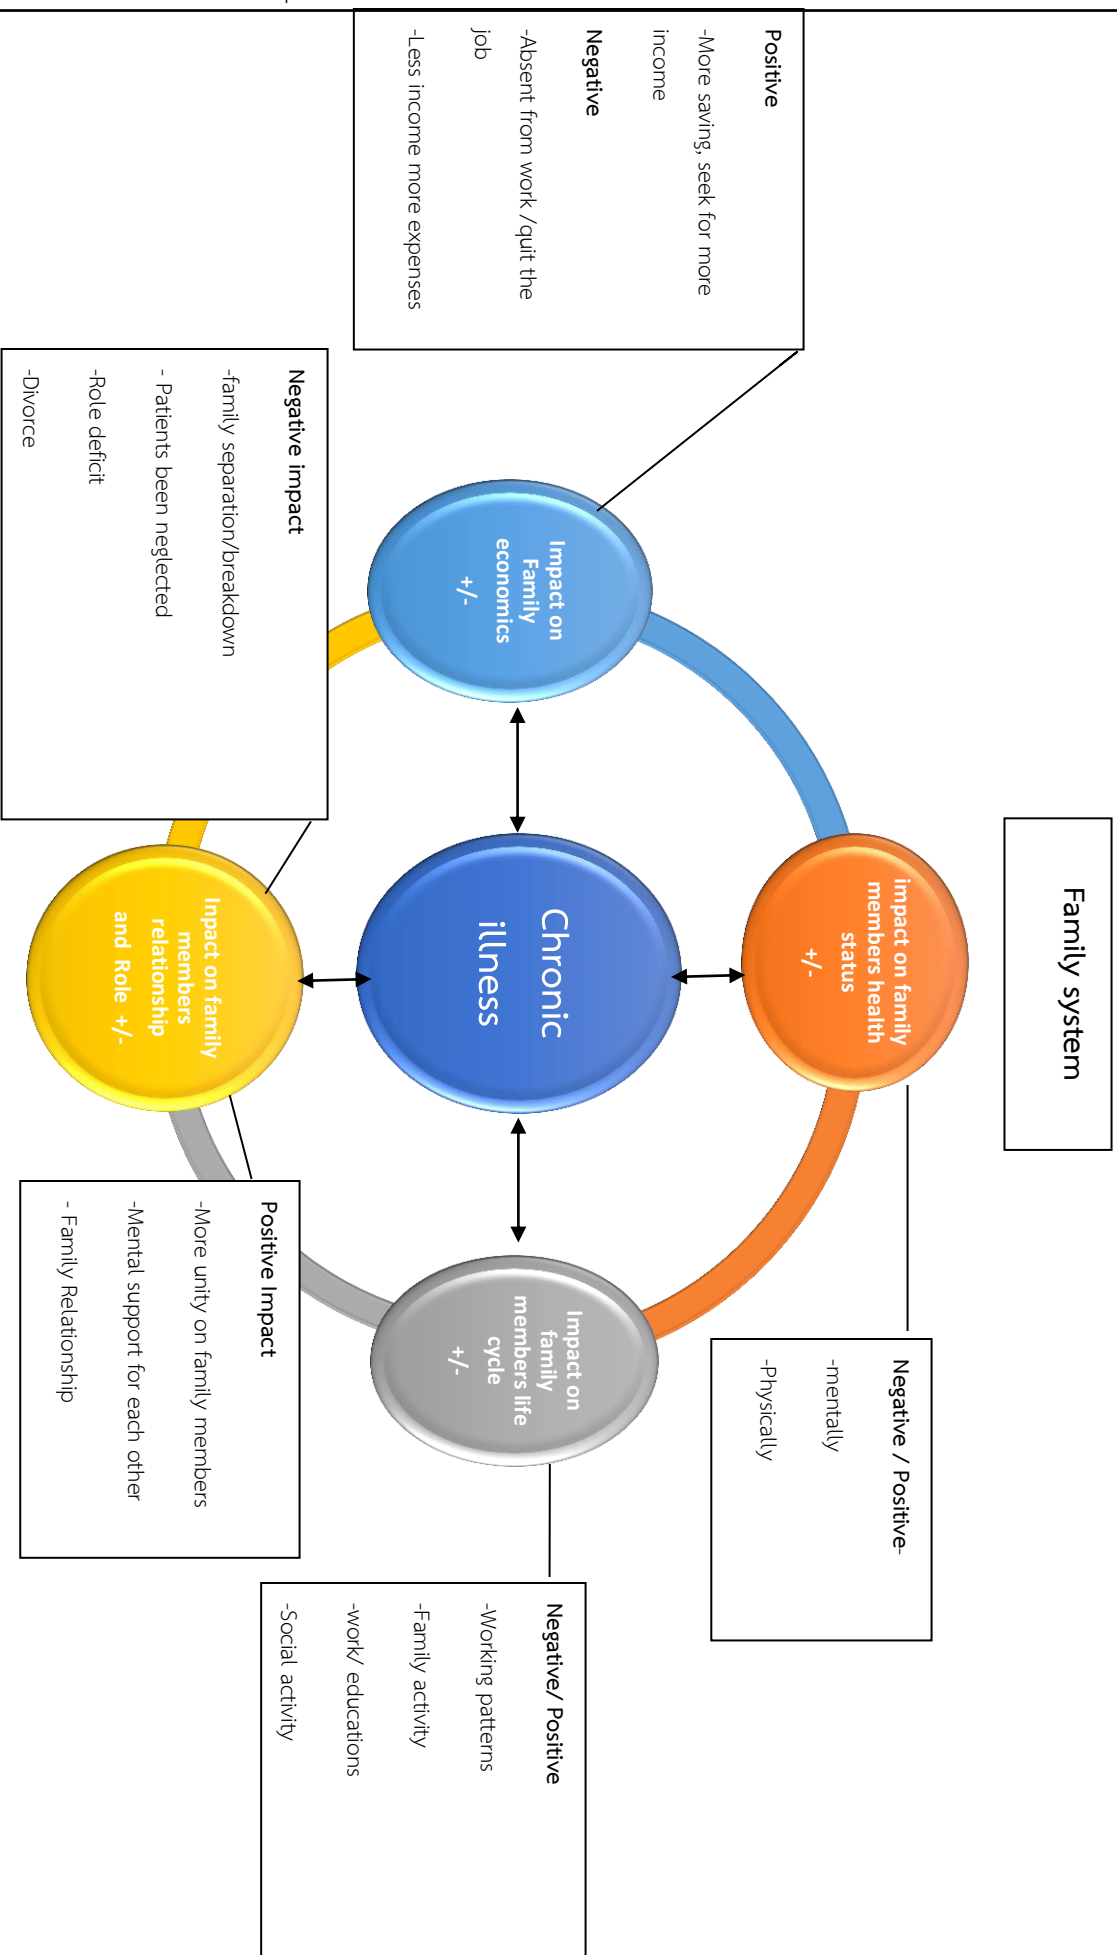 Family system
impact on family
members health
status
+/-
Negative / Positive-
-mentally
-Physically
Positive
-More saving, seek for more
income
Negative
-Absent from work /quit the
job
-Less income more expenses
Impact on
Family
economics
+/-
Chronic
illness
Impact on
family
members life
cycle
+/-
Negative/ Positive
-Working patterns
-Family activity
-work/ educations
-Social activity
Negative impact
-family separation/breakdown
- Patients been neglected
-Role deficit
-Divorce
Inpact on family
members
relationship
and Role +/-
Positive Impact
-More unity on family members
-Mental support for each other
- Family Relationship